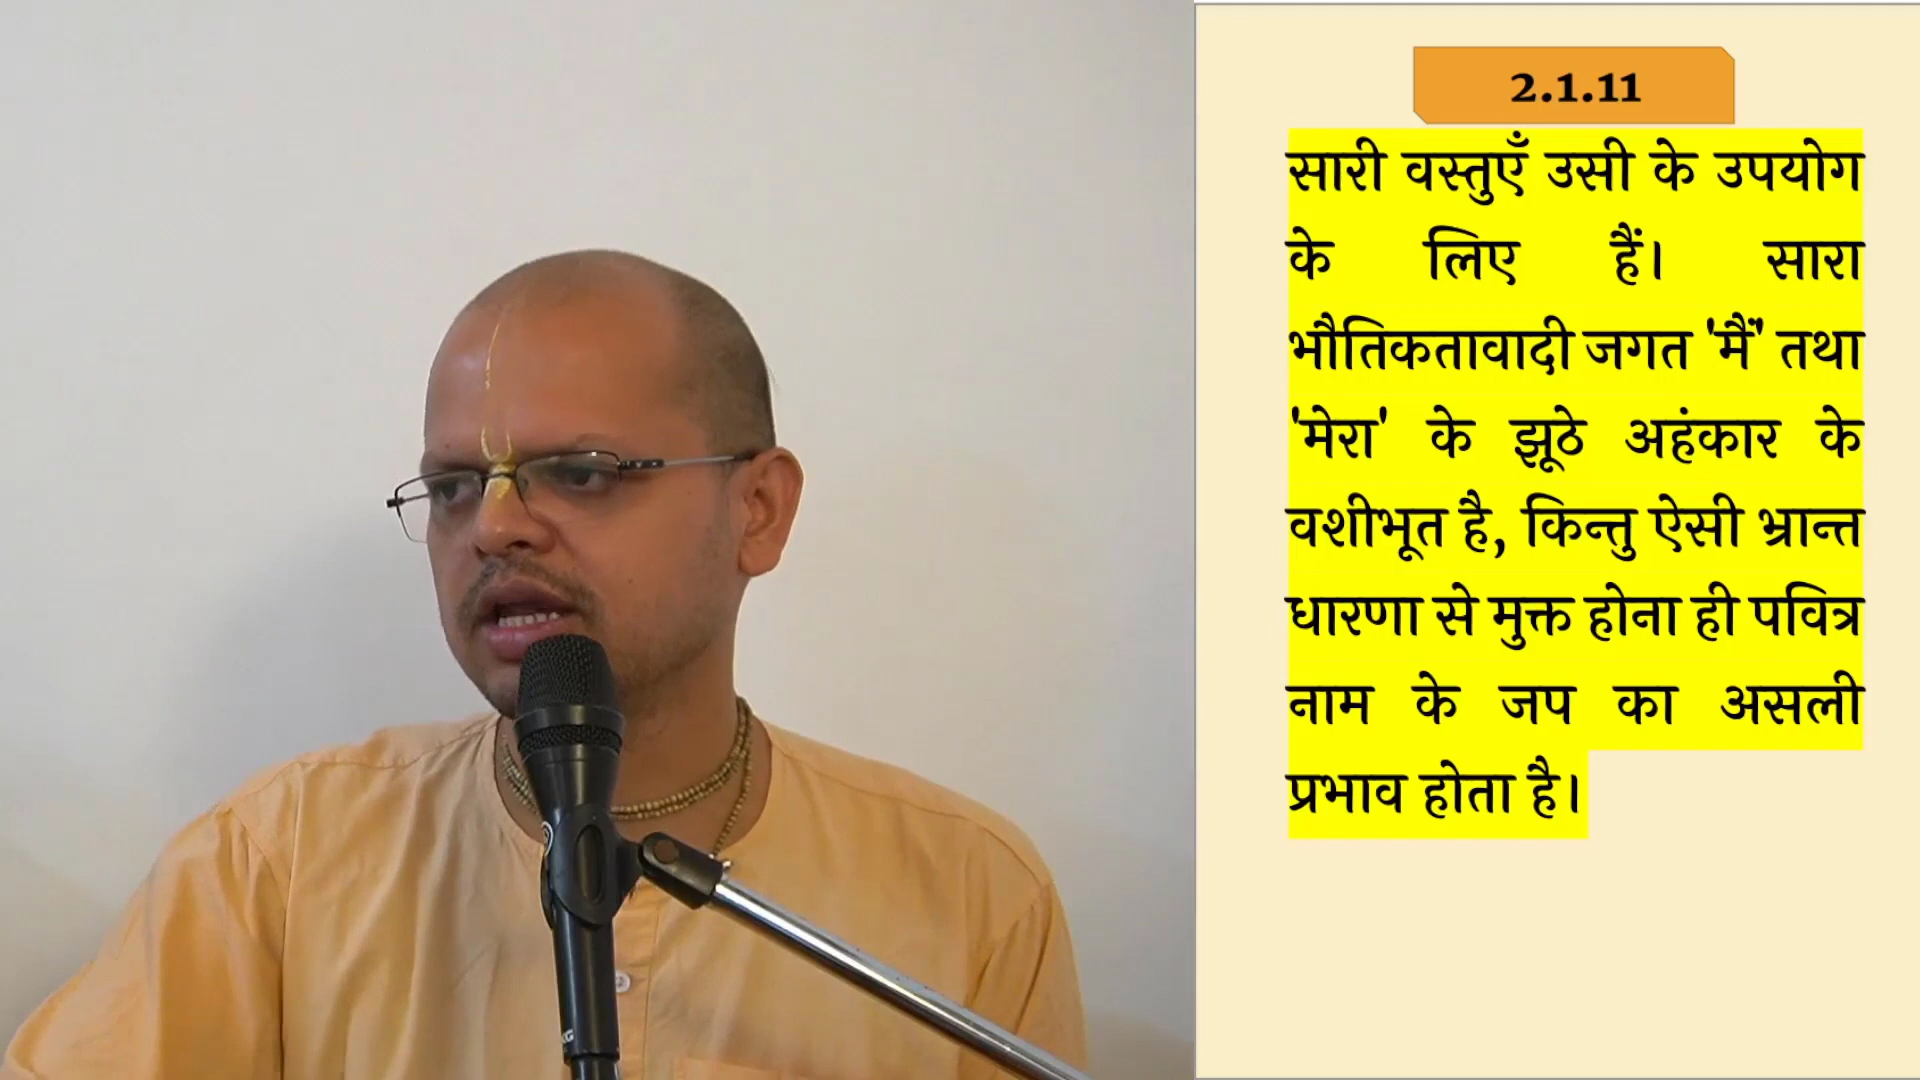 2.1.11
सारी वस्तुएँ उसी के उपयोग
के लिए हैं। सारा
भौतिकतावादी जगत 'मैं' तथा
'मेरा' के झूठे अहंकार के
वशीभूत है, किन्तु ऐसी भ्रान्त
धारणा से मुक्त होना ही पवित्र
नाम के जप का असली
प्रभाव होता है।